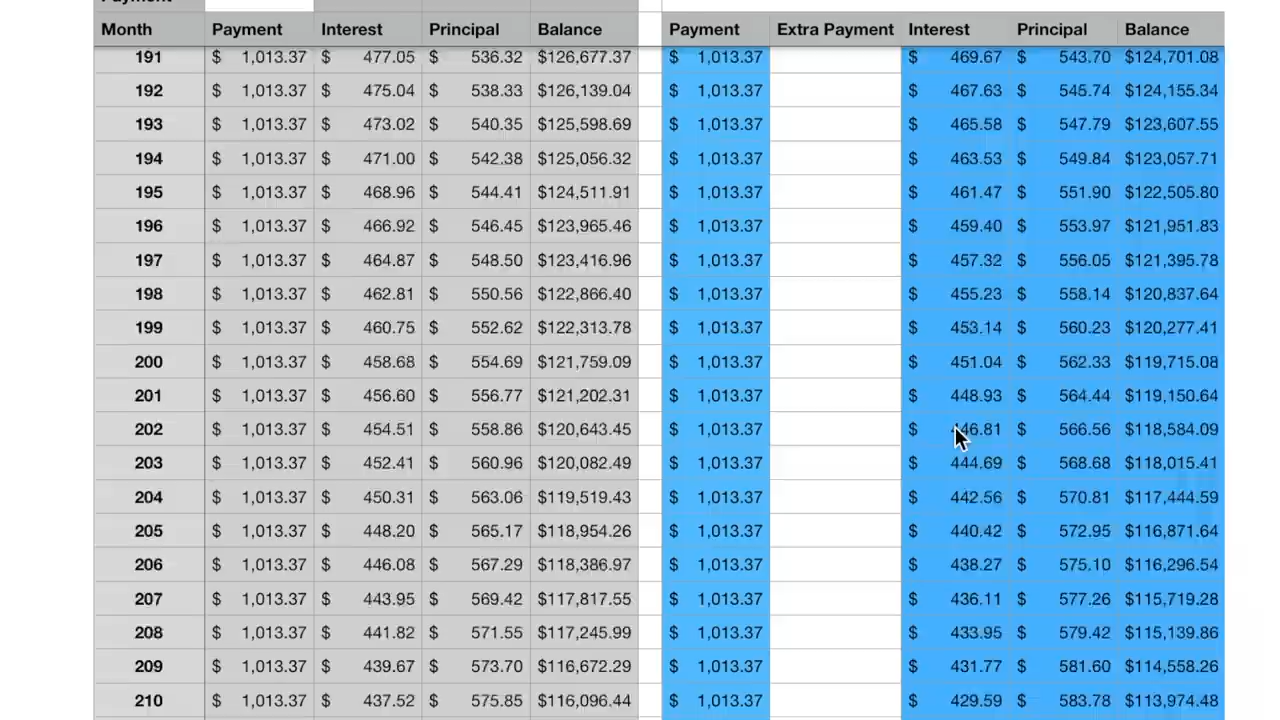 Payment
Month Payment Interest Principal Balance Payment Extra Payment Interest Principal Balance
191 $ 1,013.37 $ 477.05 $ 536.32 $126,677.37 $ 1,013.37 $ 469.67 $ 543.70 $124,701.08
192 $ 1,013.37 $ 475.04 $ 538.33 $126,139.04 $ 1,013.37 $ 467.63 $ 545.74 $124,155.34
193 $ 1,013.37 $ 473.02 $ 540.35 $125,598.69 $ 1,013.37 $ 465.58 $ 547.79 $123,607.55
194 $ 1,013.37 $ 471.00 $ 542.38 $125,056.32 $ 1,013.37 $ 463.53 $ 549.84 $123,057.71
195 $ 1,013.37 $ 468.96 $ 544.41 $124,511.91 $ 1,013.37 $ 461.47 $ 551.90 $122,505.80
196 $ 1,013.37 $ 466.92 $ 546.45 $123,965.46 $ 1,013.37 $ 459.40 $ 553.97 $121,951.83
197 $ 1,013.37 $ 464.87 $ 548.50 $123,416.96 $ 1,013.37 $ 457.32 $ 556.05 $121,395.78
198 $ 1,013.37 $ 462.81 $ 550.56 $122,866.40 $ 1,013.37 $ 455.23 $ 558.14 $120,837.64
199 $ 1,013.37 $ 460.75 $ 552.62 $122,313.78 $ 1,013.37 $ 453.14 $ 560.23 $120,277.41
200 $ 1,013.37 $ 458.68 $ 554.69 $121,759.09 $ 1,013.37 $ 451.04 $ 562.33 $119,715.08
201 $ 1,013.37 $ 456.60 $ 556.77 $121,202.31 $ 1,013.37 $ 448.93 $ 564.44 $119,150.64
202 $ 1,013.37 $ 454.51 $ 558.86 $120,643.45 $ 1,013.37 $ 446.81 $ 566.56 $118,584.09
203 $ 1,013.37 $ 452.41 $ 560.96 $120,082.49 $ 1,013.37 $ 444.69 $ 568.68 $118,015.41
204 $ 1,013.37 $ 450.31 $ 563.06 $119,519.43 $ 1,013.37 $ 442.56 $ 570.81 $117,444.59
205 $ 1,013.37 $ 448.20 $ 565.17 $118,954.26 $ 1,013.37 $ 440.42 $ 572.95 $116,871.64
206 $ 1,013.37 $ 446.08 $ 567.29 $118,386.97 $ 1,013.37 $ 438.27 $ 575.10 $116,296.54
207 $ 1,013.37 $ 443.95 $ 569.42 $117,817.55 $ 1,013.37 $ 436.11 $ 577.26 $115,719.28
208 $ 1,013.37 $ 441.82 $ 571.55 $117,245.99 $ 1,013.37 $ 433.95 $ 579.42 $115,139.86
209 $ 1,013.37 $ 439.67 $ 573.70 $116,672.29 $ 1,013.37 $ 431.77 $ 581.60 $114,558.26
210 $ 1,013.37 $ 437.52 $ 575.85 $116,096.44 $ 1,013.37 $ 429.59 $ 583.78 $113,974.48